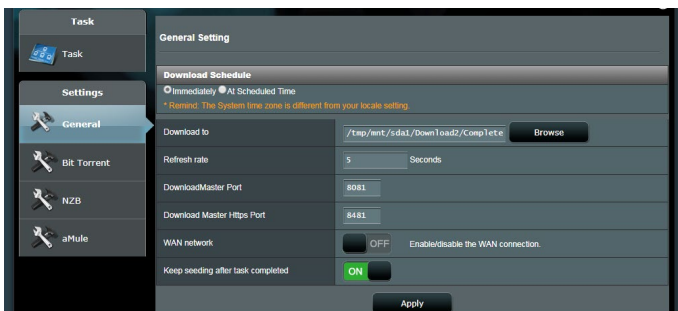 Task
Task
Settings
General
Bit Torrent
NZB
aMule
General Setting
Download Schedule
Immediately At Scheduled Time
* Remind: The System time zone is different from your locale setting.
Download to /tmp/mnt/sda1/Download2/Complete Browse
Refresh rate 5 Seconds
DownloadMaster Port 8081
Download Master Https Port 8481
WAN network OFF Enable/disable the WAN connection.
Keep seeding after task completed ON
Apply